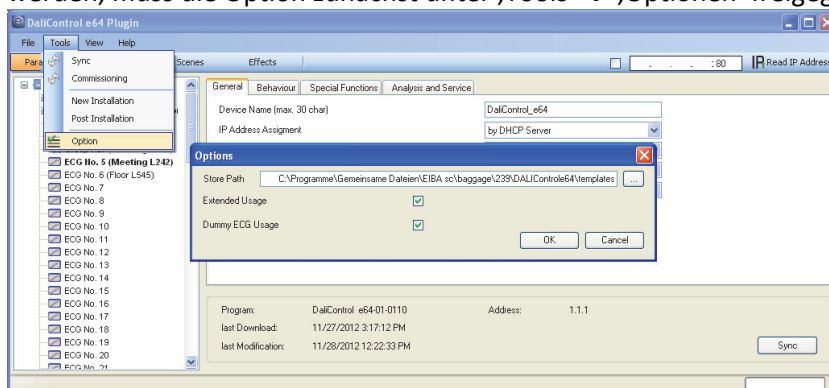 werden, muss die Option zunächst unter „Tools“ → „Optionen“ freigeg
DaliControl e64 Plugin
File Tools View Help
Para Scenes Effects . . . :80 IP Read IP Address
Sync
Commissioning
New Installation
Post Installation
Option
General Behaviour Special Functions Analysis and Service
Device Name (max. 30 char) DaliControl_e64
IP Address Assigment by DHCP Server
Options
Store Path C:\Programme\Gemeinsame Dateien\EIBA sc\baggage\239\DALIControle64\templates ...
Extended Usage
Dummy ECG Usage
OK Cancel
ECG No. 5 (Meeting L242)
ECG No. 6 (Floor L545)
ECG No. 7
ECG No. 8
ECG No. 9
ECG No. 10
ECG No. 11
ECG No. 12
ECG No. 13
ECG No. 14
ECG No. 15
ECG No. 16
ECG No. 17
ECG No. 18
ECG No. 19
ECG No. 20
ECG No. 21
Program: DaliControl e64-01-0110 Address: 1.1.1
last Download: 11/27/2012 3:17:12 PM
last Modification: 11/28/2012 12:22:33 PM
Sync